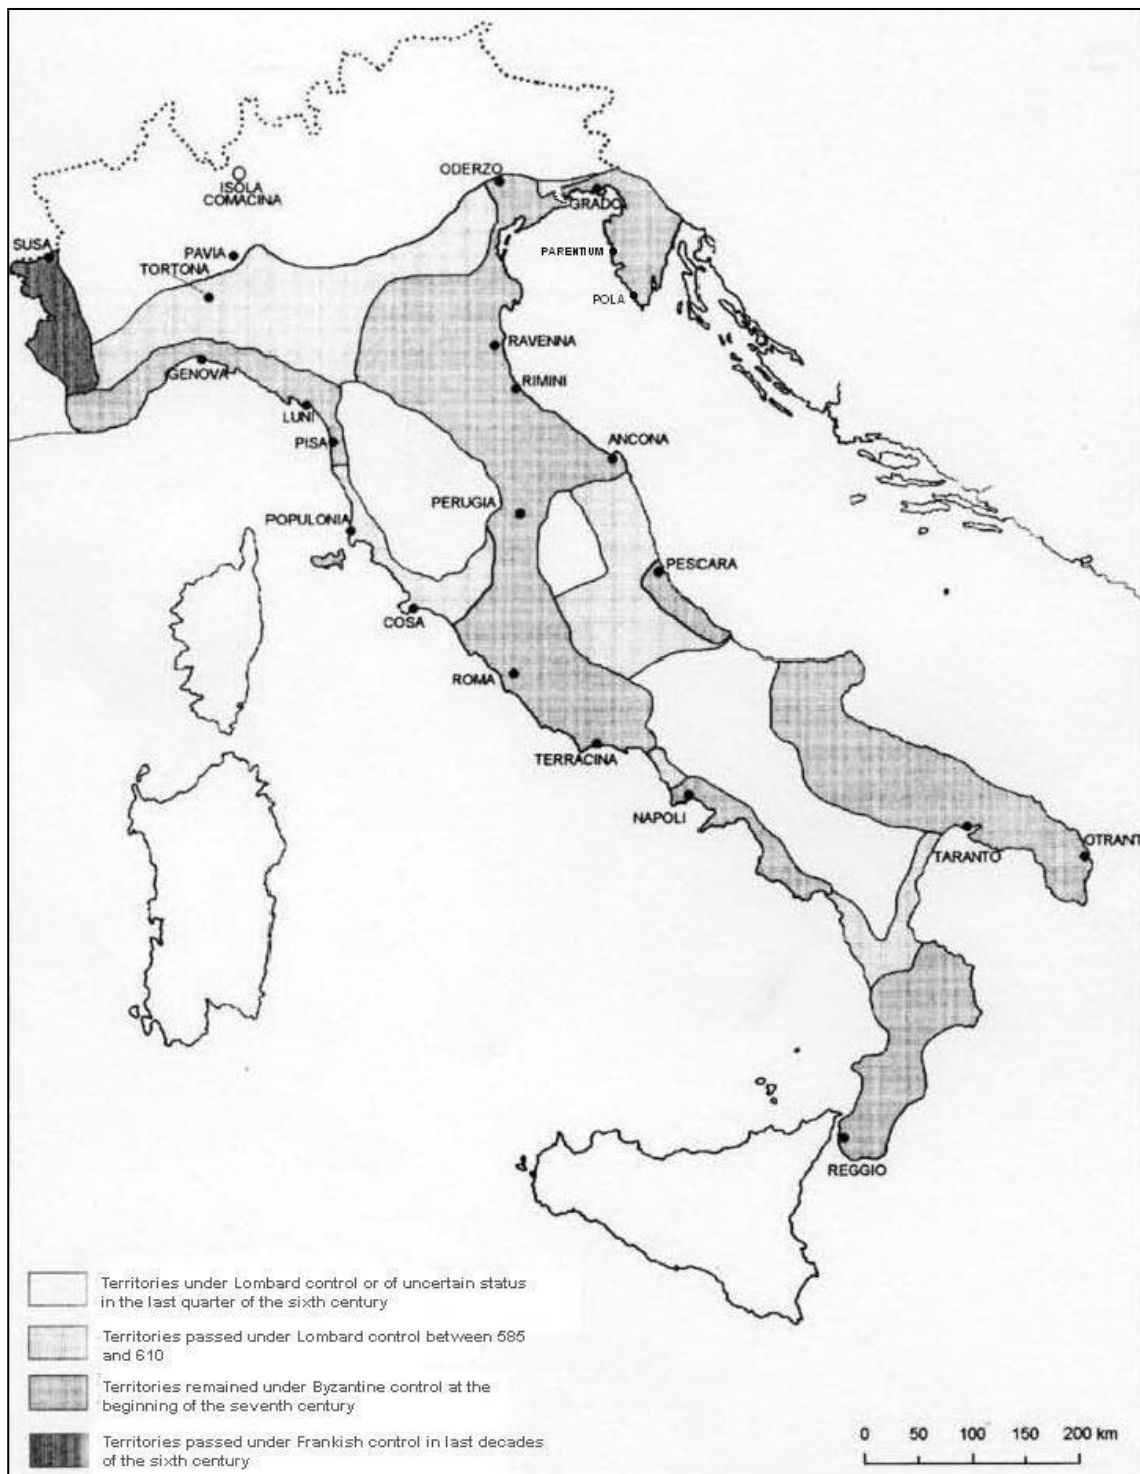 ODERZO
ISOLA
COMACINA
GRADO
SUSA
PAVIA
TORTONA
PARENTIUM
POLA
RAVENNA
GENOVA
RIMINI
LUNI
PISA
ANCONA
PERUGIA
POPULONIA
PESCARA
COSA
ROMA
TERRACINA
NAPOLI
TARANTO
OTRANT
REGGIO
Territories under Lombard control or of uncertain status
in the last quarter of the sixth century
Territories passed under Lombard control between 585
and 610
Territories remained under Byzantine control at the
beginning of the seventh century
Territories passed under Frankish control in last decades
of the sixth century
0 50 100 150 200 km